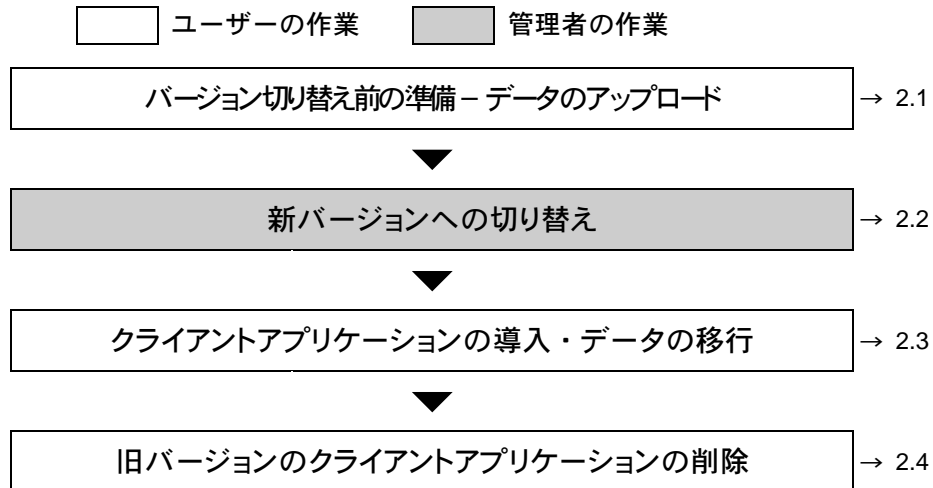 ユーザーの作業 管理者の作業
バージョン切り替え前の準備 – データのアップロード → 2.1
新バージョンへの切り替え → 2.2
クライアントアプリケーションの導入・データの移行 → 2.3
旧バージョンのクライアントアプリケーションの削除 → 2.4